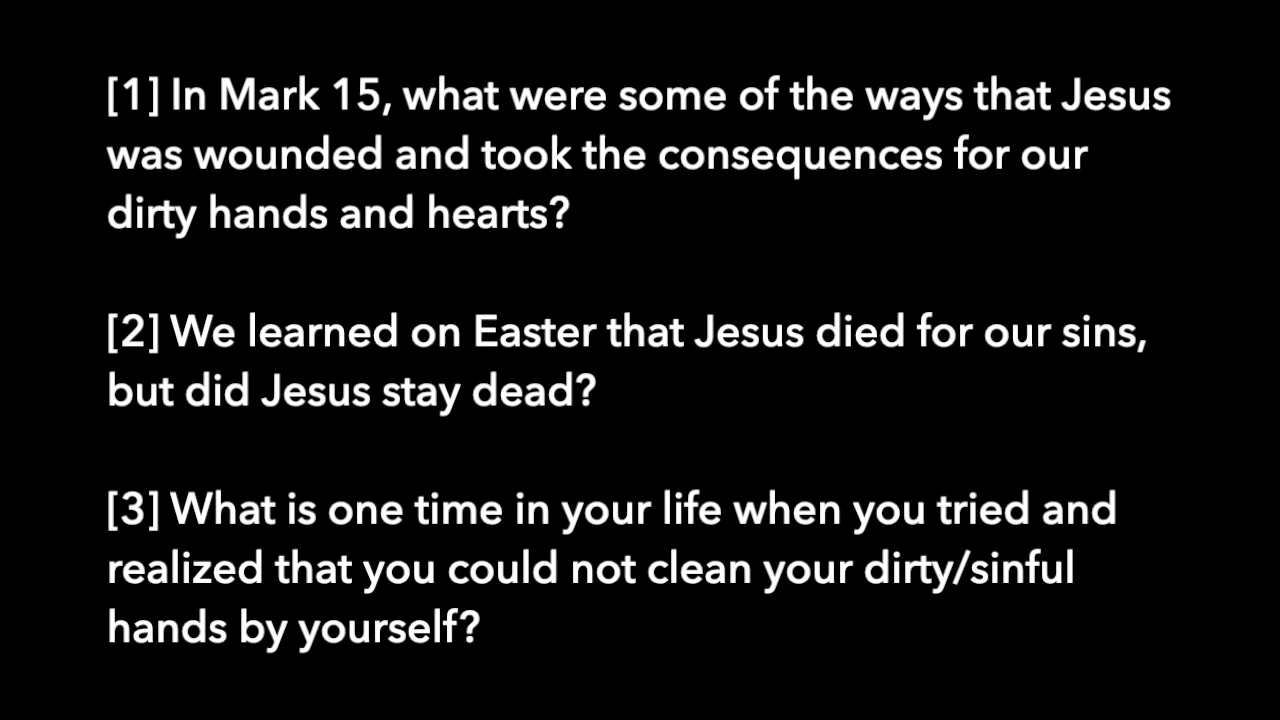 [1] In Mark 15, what were some of the ways that Jesus
was wounded and took the consequences for our
dirty hands and hearts?
[2] We learned on Easter that Jesus died for our sins,
but did Jesus stay dead?
[3] What is one time in your life when you tried and
realized that you could not clean your dirty/sinful
hands by yourself?